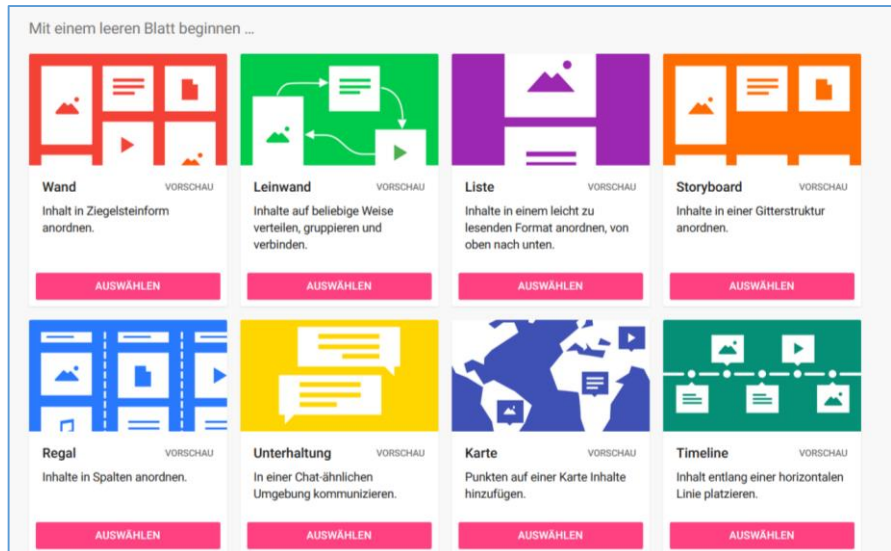 Mit einem leeren Blatt beginnen ...
Wand VORSCHAU
Inhalt in Ziegelsteinform
anordnen.
AUSWÄHLEN
Leinwand VORSCHAU
Inhalte auf beliebige Weise
verteilen, gruppieren und
verbinden.
AUSWÄHLEN
Liste VORSCHAU
Inhalte in einem leicht zu
lesenden Format anordnen, von
oben nach unten.
AUSWÄHLEN
Storyboard VORSCHAU
Inhalte in einer Gitterstruktur
anordnen.
AUSWÄHLEN
Regal VORSCHAU
Inhalte in Spalten anordnen.
AUSWÄHLEN
Unterhaltung VORSCHAU
In einer Chat-ähnlichen
Umgebung kommunizieren.
AUSWÄHLEN
Karte VORSCHAU
Punkten auf einer Karte Inhalte
hinzufügen.
AUSWÄHLEN
Timeline VORSCHAU
Inhalt entlang einer horizontalen
Linie platzieren.
AUSWÄHLEN